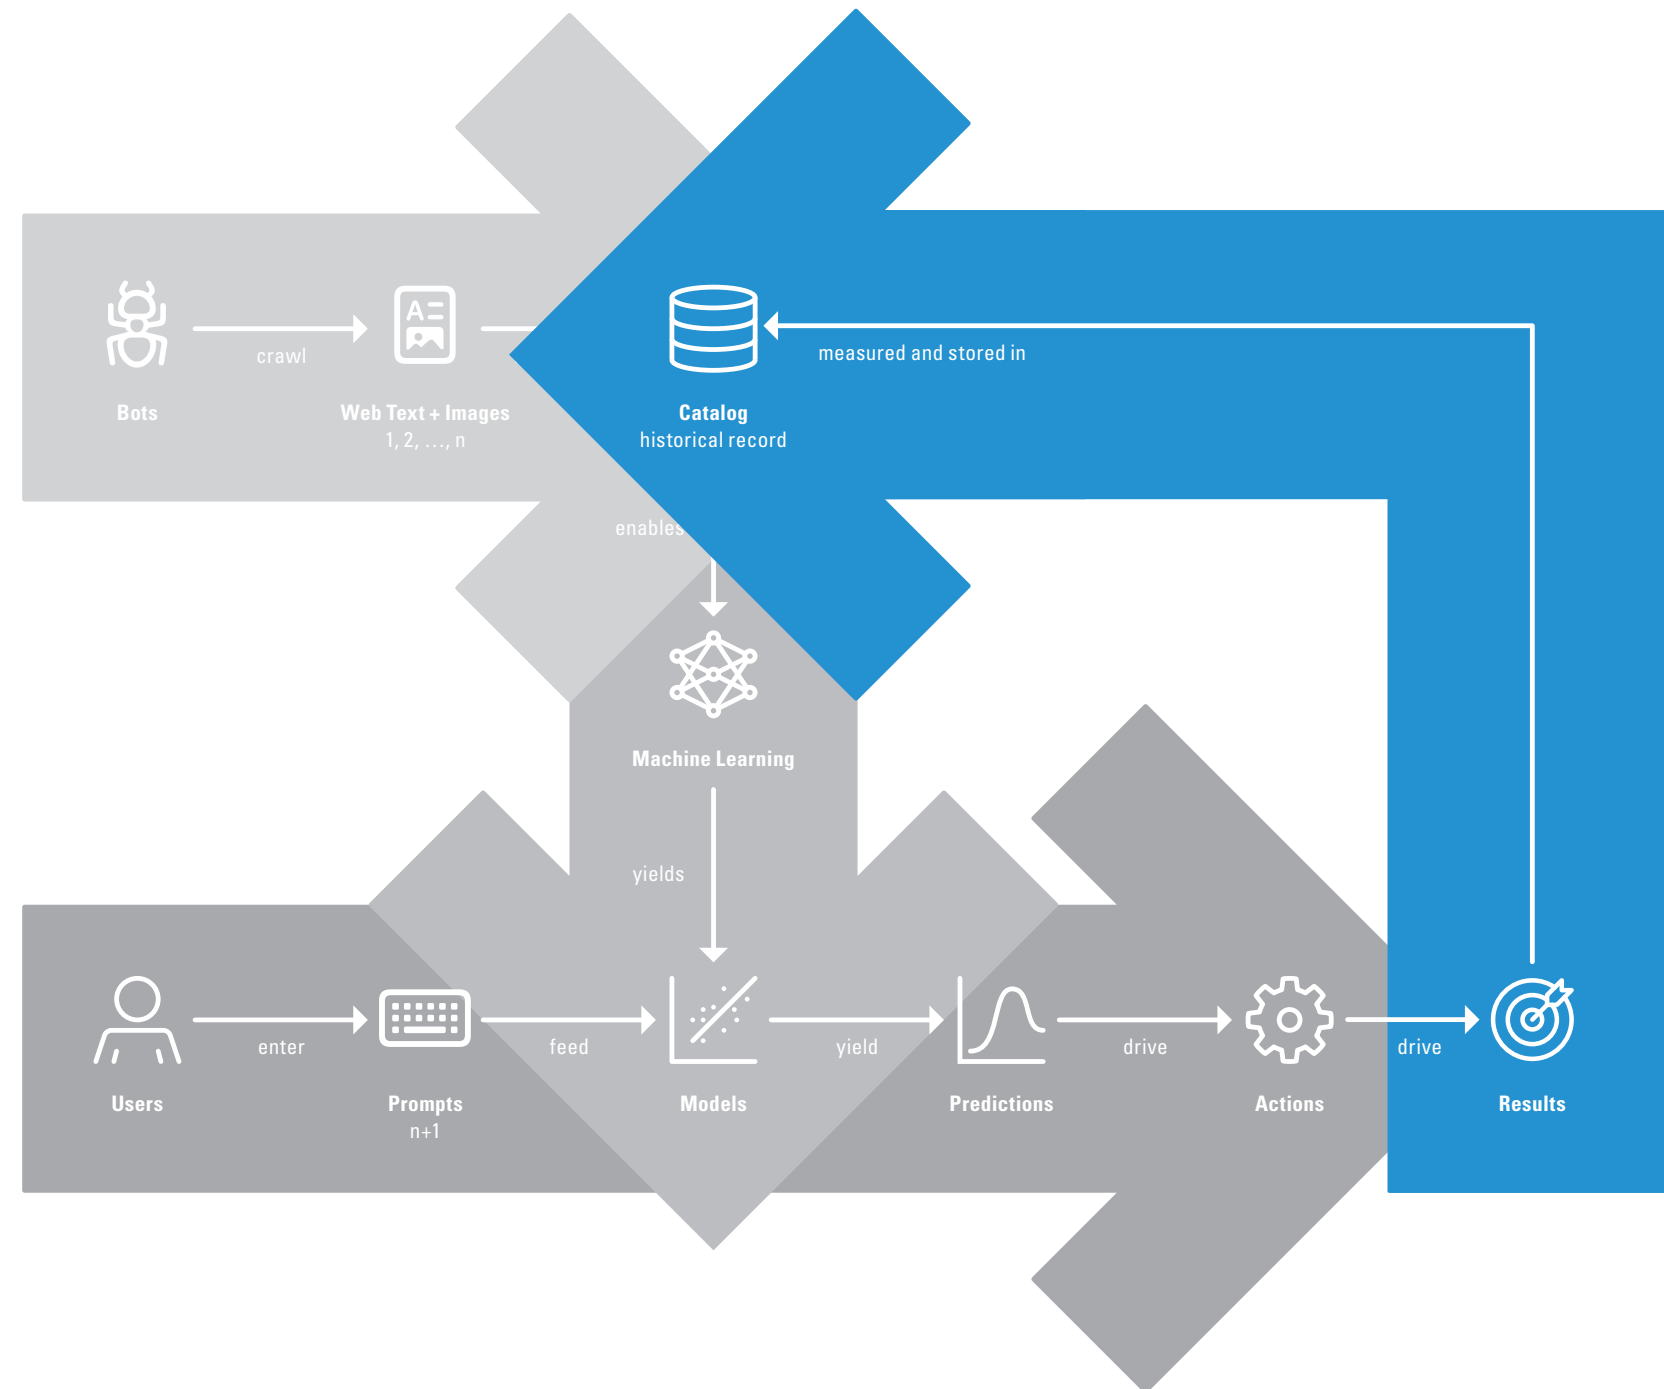 crawl
Bots
Web Text + Images
1, 2, …, n
Catalog
historical record
measured and stored in
enables
Machine Learning
yields
enter
feed
yield
drive
drive
Users
Prompts
n+1
Models
Predictions
Actions
Results